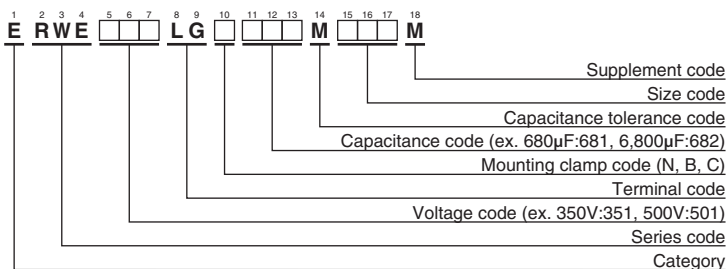 1 2 3 4 5 6 7 8 9 10 11 12 13 14 15 16 17 18
E R W E L G M M
Supplement code
Size code
Capacitance tolerance code
Capacitance code (ex. 680µF:681, 6,800µF:682)
Mounting clamp code (N, B, C)
Terminal code
Voltage code (ex. 350V:351, 500V:501)
Series code
Category